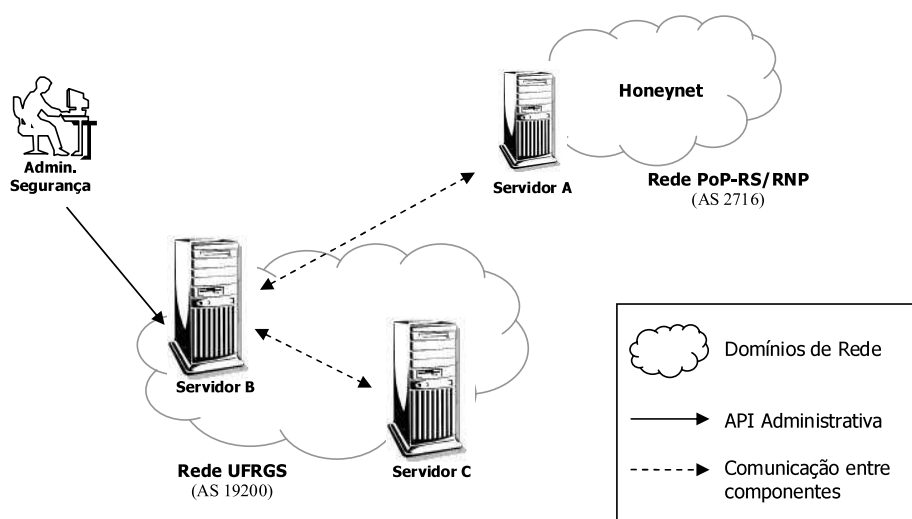 Honeynet
Admin.
Segurança
Servidor A
Rede PoP-RS/RNP
(AS 2716)
Servidor B
Servidor C
Rede UFRGS
(AS 19200)
Domínios de Rede
API Administrativa
Comunicação entre
componentes